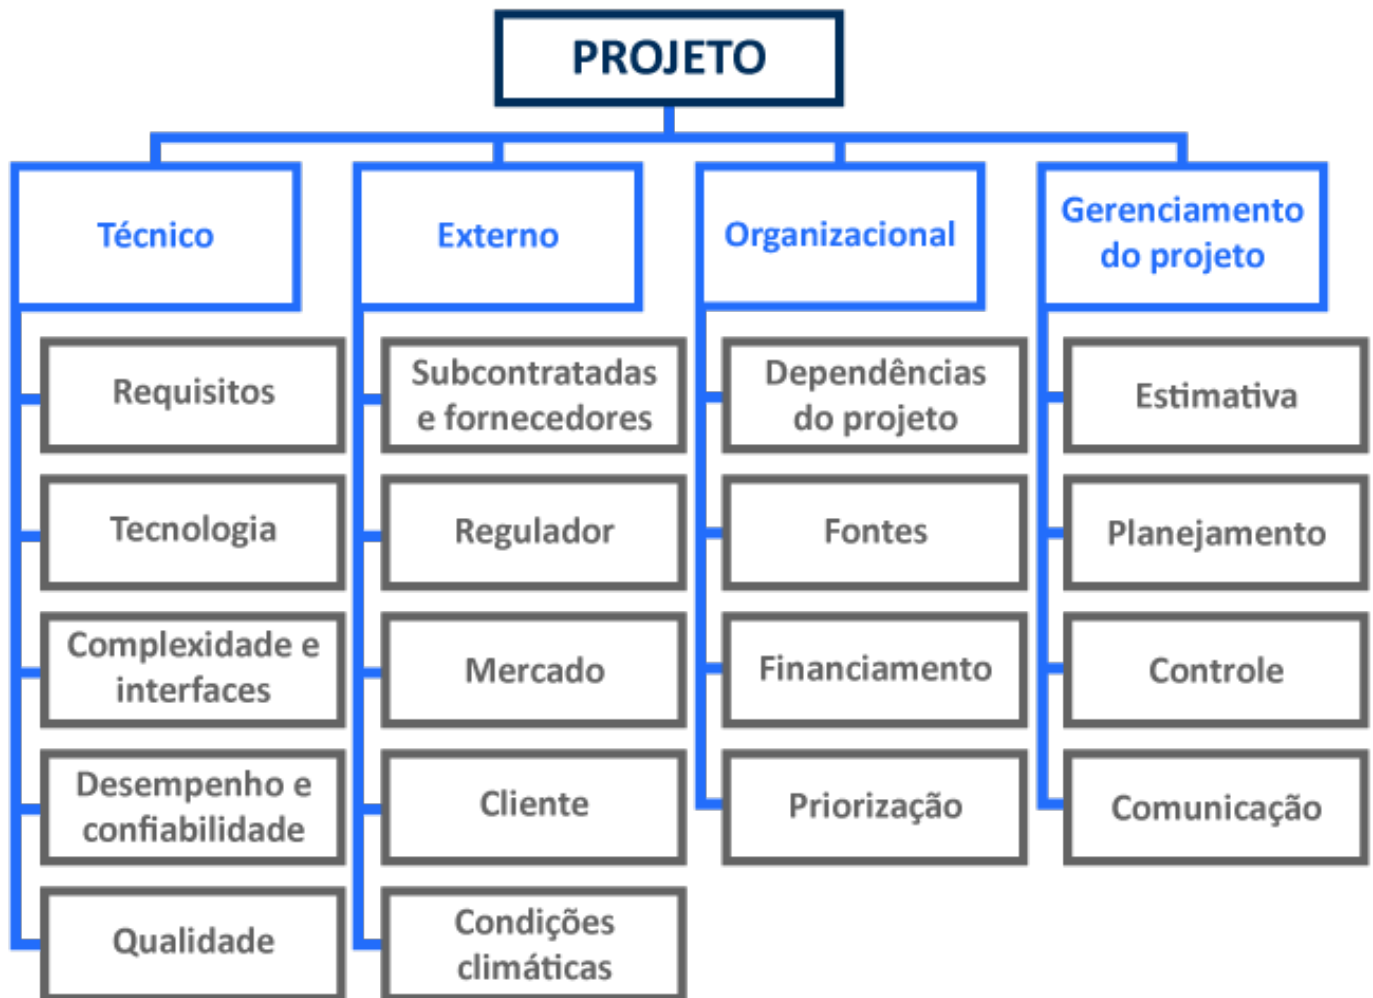 PROJETO
Técnico
Requisitos
Tecnologia
Complexidade e
interfaces
Desempenho e
confiabilidade
Qualidade
Externo
Subcontratadas
e fornecedores
Regulador
Mercado
Cliente
Condições
climáticas
Organizacional
Dependências
do projeto
Fontes
Financiamento
Priorização
Gerenciamento
do projeto
Estimativa
Planejamento
Controle
Comunicação